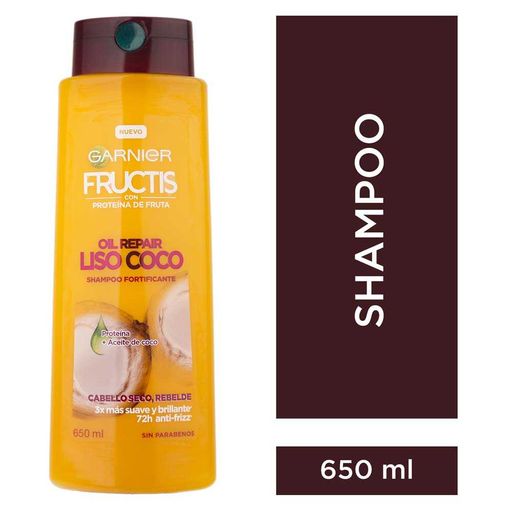 NUEVO
GARNIER
FRUCTIS
CON
PROTEÍNA DE FRUTA
OIL REPAIR
LISO COCO
SHAMPOO FORTIFICANTE
Proteína
+ Aceite de coco
CABELLO SECO, REBELDE
3x más suave y brillante*
72h anti-frizz*
650 ml
SIN PARABENOS
SHAMPOO
650 ml